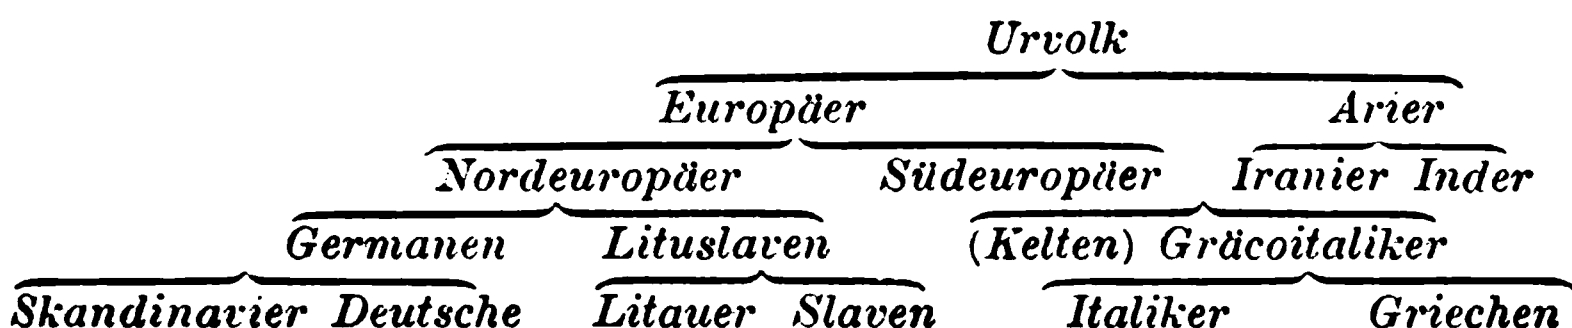 Urvolk
Europäer Arier
Nordeuropäer Südeuropäer Iranier Inder
Germanen Lituslaven (Kelten) Gräcoitaliker
Skandinavier Deutsche Litauer Slaven Italiker Griechen